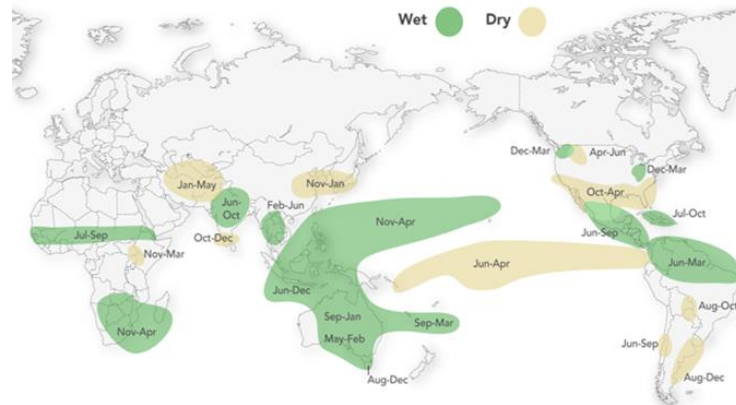 Wet
Dry
Dec-Mar
Apr-Jun
Dec-Mar
Jan-May
Nov-Jan
Oct-Apr
Jun-
Oct
Feb-Jun
Nov-Apr
Jul-Oct
Jul-Sep
Oct-Dec
Jun-Sep
Nov-Mar
Jun-Apr
Jun-Mar
Jun-Dec
Aug-Oct
Nov-Apr
Sep-Jan
Sep-Mar
May-Feb
Jun-Sep
Aug-Dec
Aug-Dec